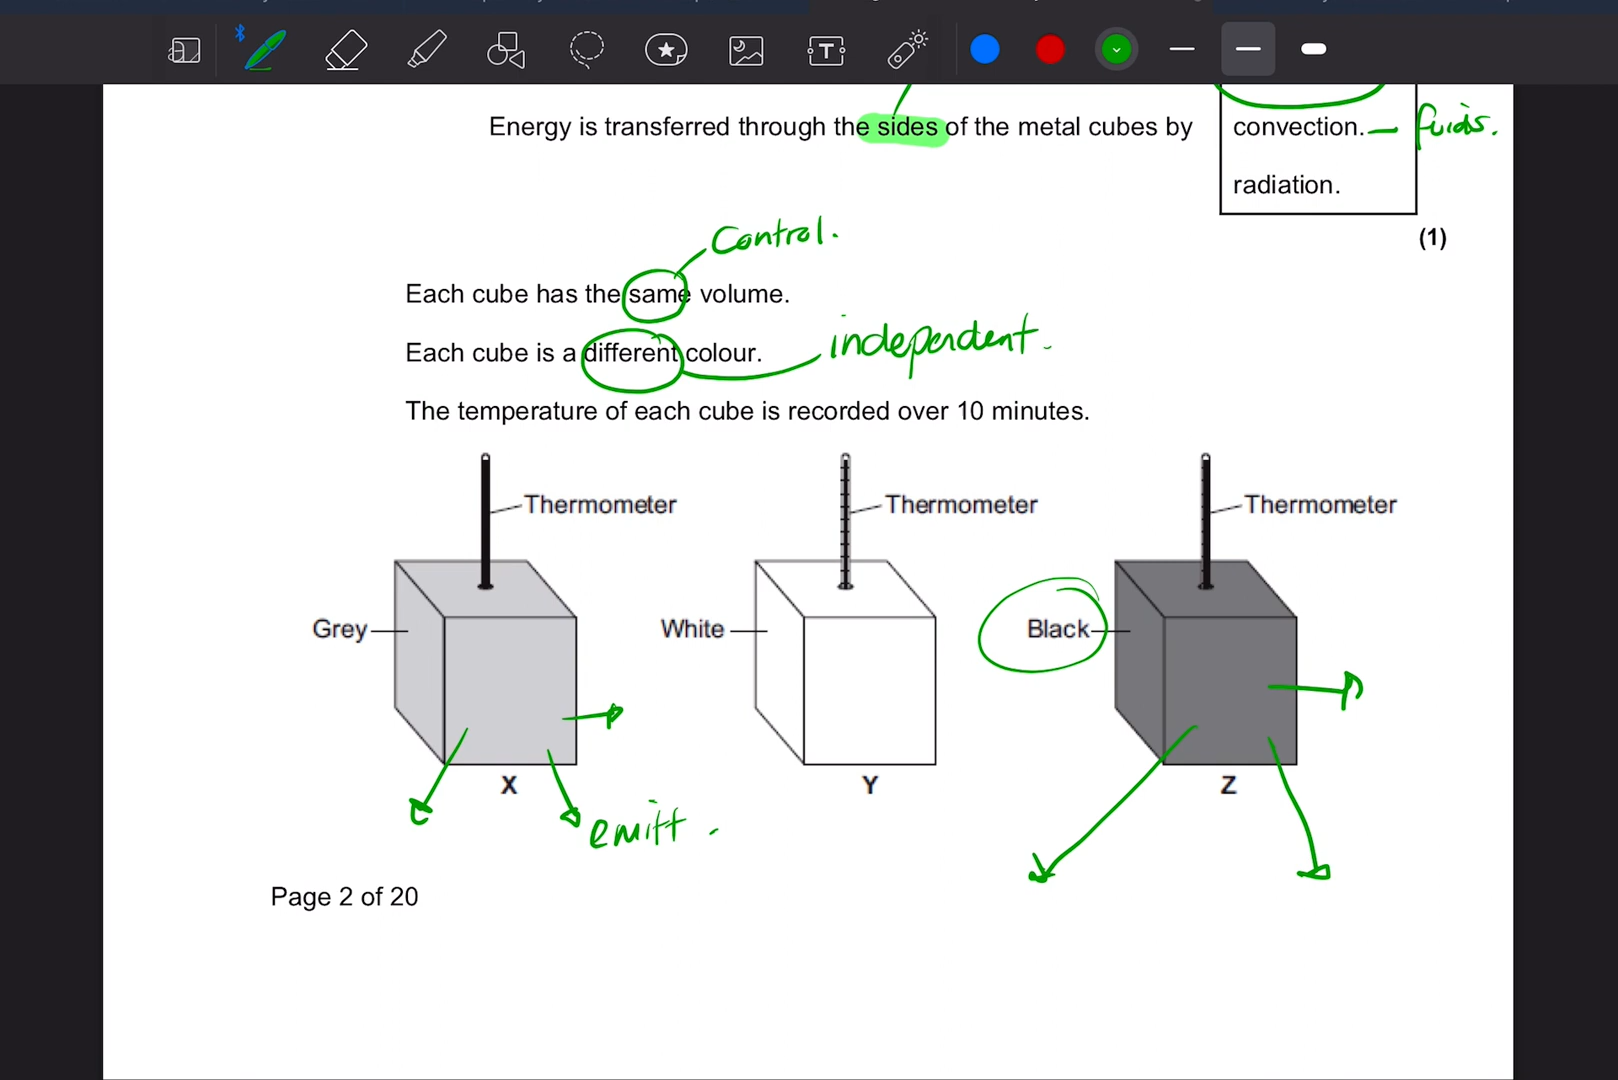 Energy is transferred through the sides of the metal cubes by
convection. fuids.
radiation.
(1)
Control.
Each cube has the same volume.
Each cube is a different colour.
independent.
The temperature of each cube is recorded over 10 minutes.
Thermometer Thermometer Thermometer
Grey White Black
X Y Z
emitt.
Page 2 of 20